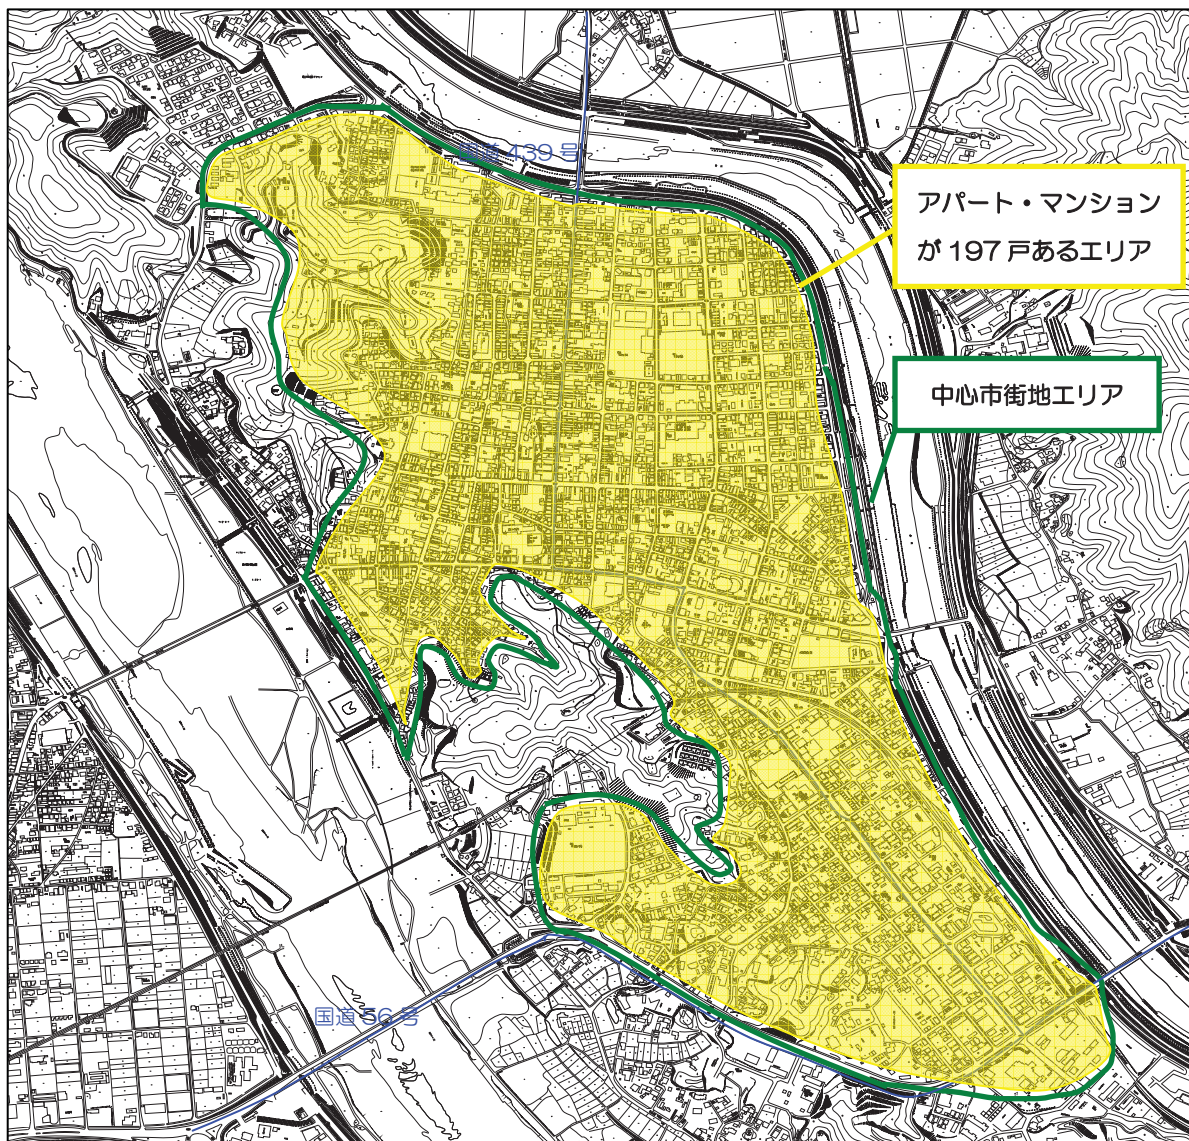 国道 439 号
アパート・マンション
が 197 戸あるエリア
中心市街地エリア
国道 56 号